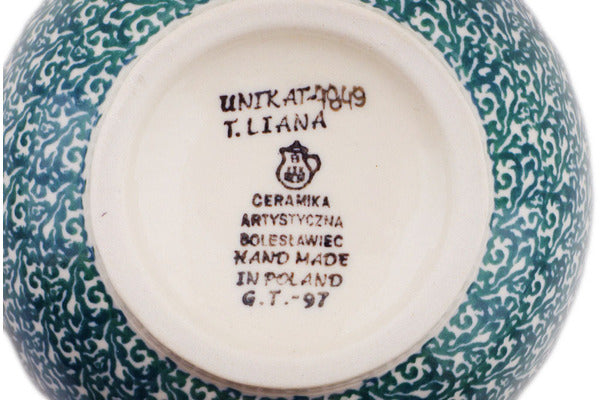 UNIKAT-4849
T. LIANA
CERAMIKA
ARTYSTYCZNA
BOLESŁAWIEC
HAND MADE
IN POLAND
G.T.-97